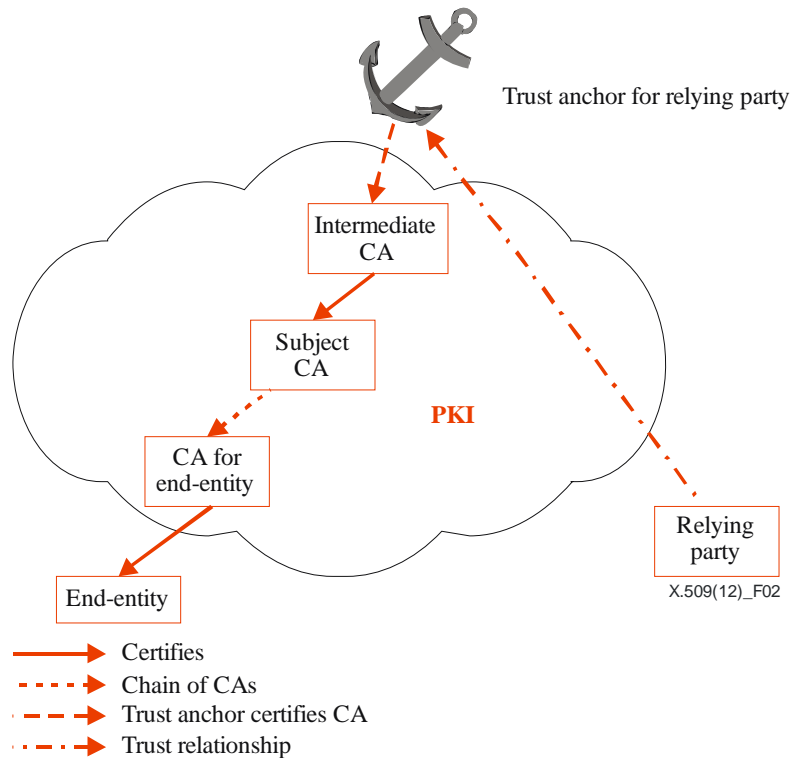 Trust anchor for relying party
Intermediate
CA
Subject
CA
PKI
CA for
end-entity
Relying
party
X.509(12)_F02
End-entity
Certifies
Chain of CAs
Trust anchor certifies CA
Trust relationship